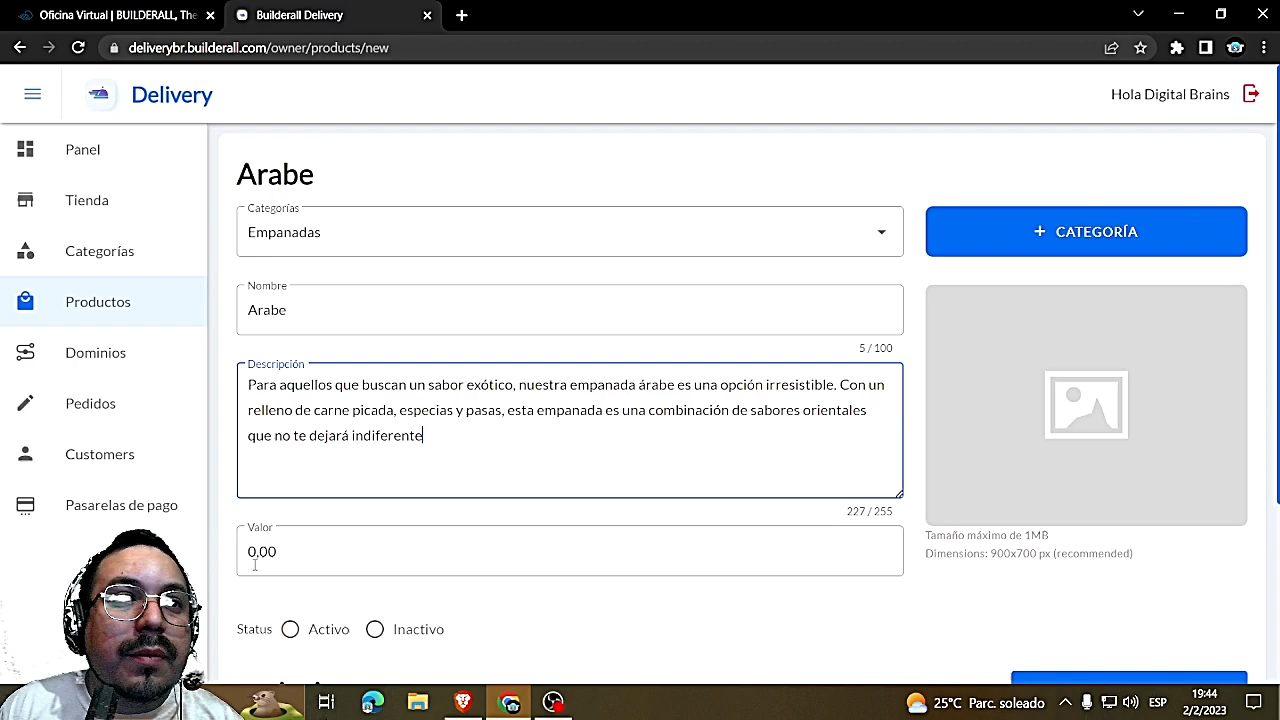 Oficina Virtual | BUILDERALL, The
Builderall Delivery
deliverybr.builderall.com/owner/products/new
Delivery
Hola Digital Brains
Panel
Tienda
Categorías
Productos
Dominios
Pedidos
Customers
Pasarelas de pago
Arabe
Categorías
Empanadas
+ CATEGORÍA
Nombre
Arabe
5 / 100
Descripción
Para aquellos que buscan un sabor exótico, nuestra empanada árabe es una opción irresistible. Con un
relleno de carne picada, especias y pasas, esta empanada es una combinación de sabores orientales
que no te dejará indiferente
227 / 255
Valor
0,00
Tamaño máximo de 1MB
Dimensions: 900x700 px (recommended)
Status
Activo
Inactivo
25°C Parc. soleado
ESP
19:44
2/2/2023